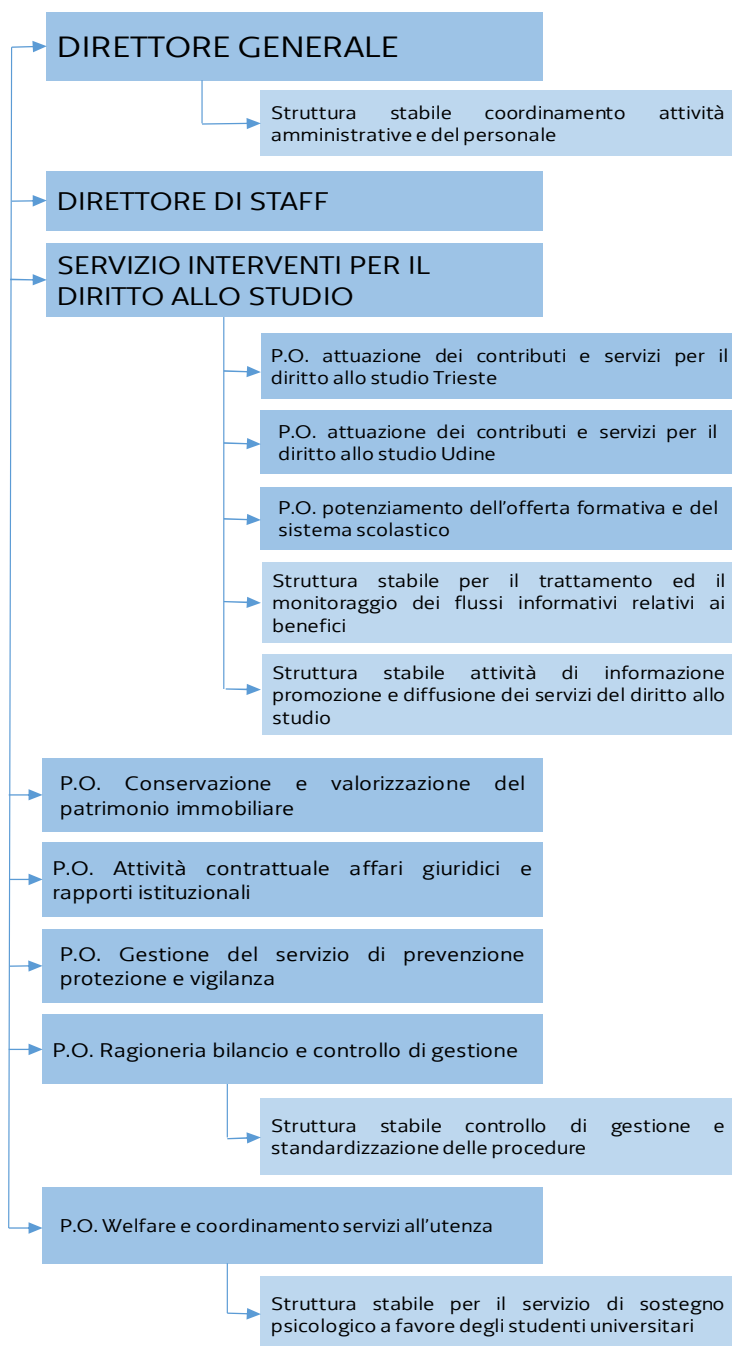 DIRETTORE GENERALE
Struttura stabile coordinamento attività
amministrative e del personale
DIRETTORE DI STAFF
SERVIZIO INTERVENTI PER IL
DIRITTO ALLO STUDIO
P.O. attuazione dei contributi e servizi per il
diritto allo studio Trieste
P.O. attuazione dei contributi e servizi per il
diritto allo studio Udine
P.O. potenziamento dell’offerta formativa e del
sistema scolastico
Struttura stabile per il trattamento ed il
monitoraggio dei flussi informativi relativi ai
benefici
Struttura stabile attività di informazione
promozione e diffusione dei servizi del diritto allo
studio
P.O. Conservazione e valorizzazione del
patrimonio immobiliare
P.O. Attività contrattuale affari giuridici e
rapporti istituzionali
P.O. Gestione del servizio di prevenzione
protezione e vigilanza
P.O. Ragioneria bilancio e controllo di gestione
Struttura stabile controllo di gestione e
standardizzazione delle procedure
P.O. Welfare e coordinamento servizi all’utenza
Struttura stabile per il servizio di sostegno
psicologico a favore degli studenti universitari